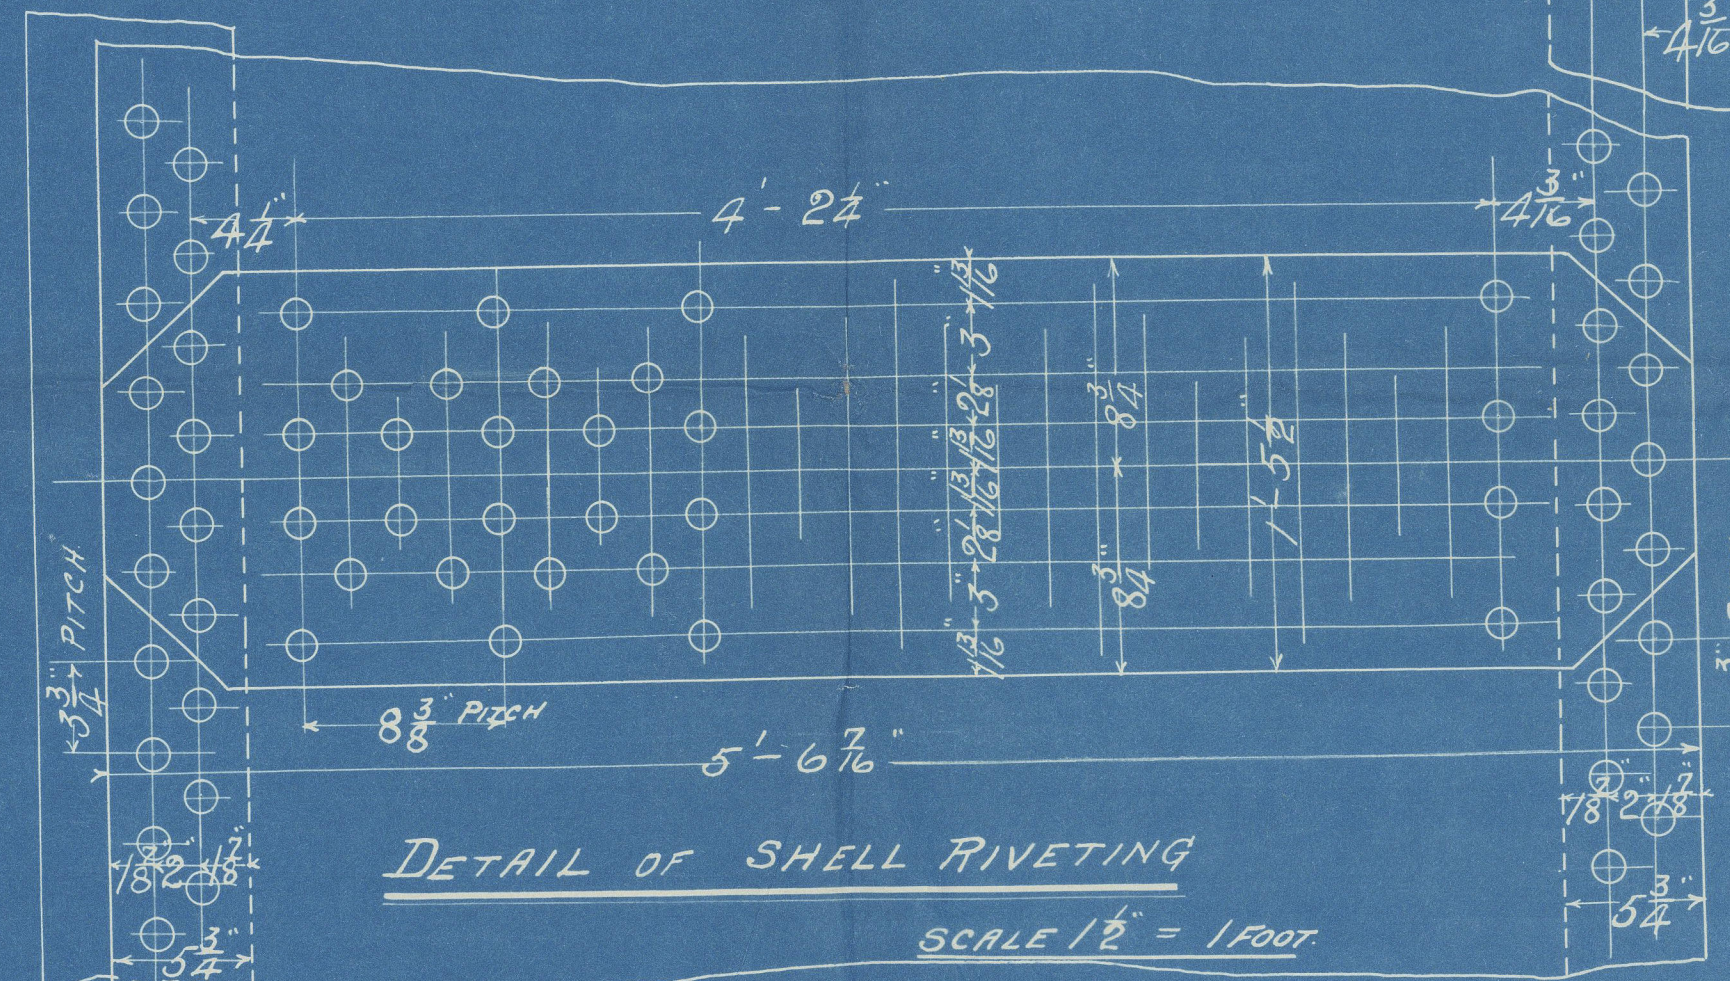 4 3/16
4 1/4"
4'-2 1/4"
4 3/16"
1 13/16" 3" 2 1/8" 1 13/16" 1 13/16" 2 1/8" 3" 1 13/16"
8 3/4"
8 3/4"
1'-5 1/2"
3 3/4" PITCH
8 3/8" PITCH
5'-6 7/16"
1 7/8" 2" 1 7/8"
1 7/8" 2" 1 7/8"
5 3/4"
5 3/4"
DETAIL OF SHELL RIVETING
SCALE 1 1/2" = 1 FOOT.
3"